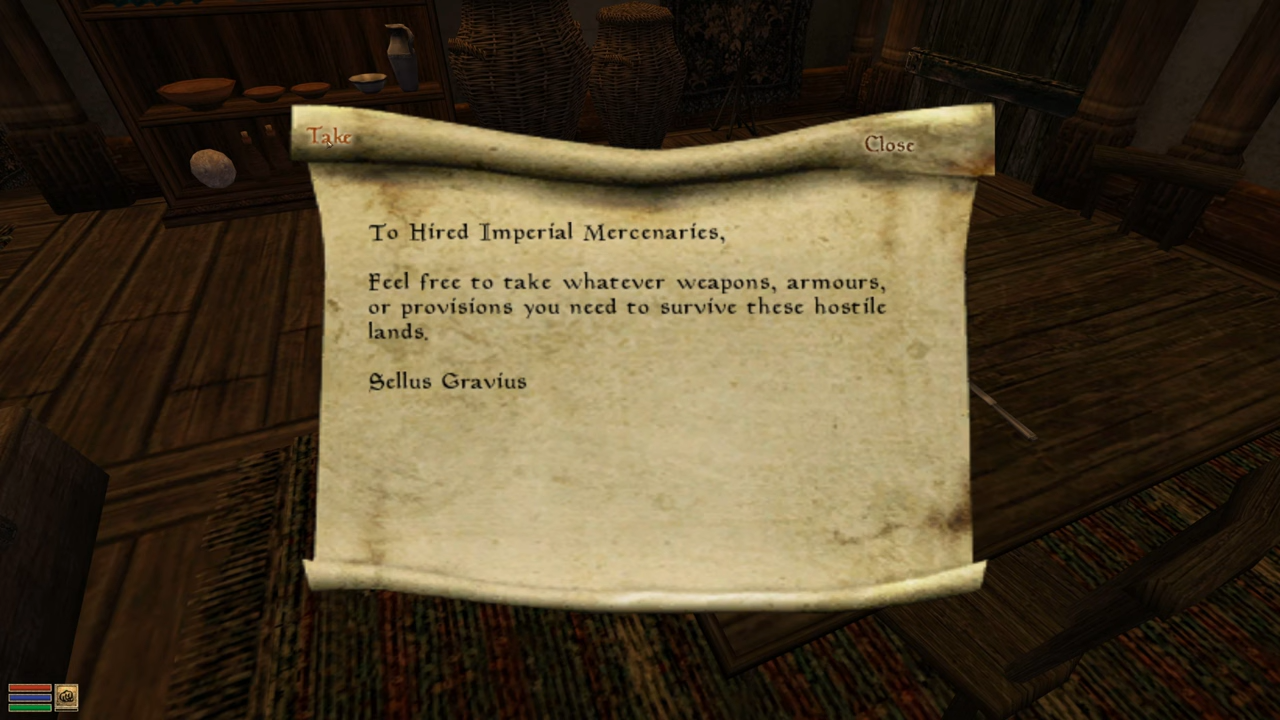 Take
Close
To Hired Imperial Mercenaries,
Feel free to take whatever weapons, armours,
or provisions you need to survive these hostile
lands.
Sellus Gravius